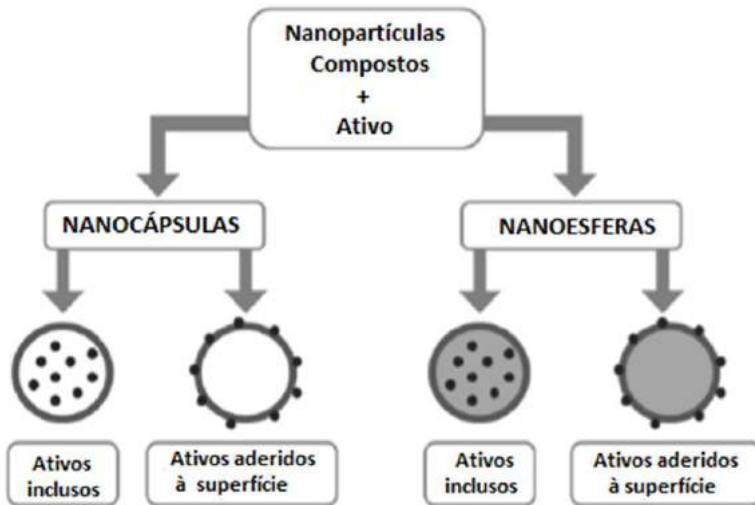 Nanopartículas
Compostos
+
Ativo
NANOCÁPSULAS
NANOESFERAS
Ativos
inclusos
Ativos aderidos
à superfície
Ativos
inclusos
Ativos aderidos
à superfície